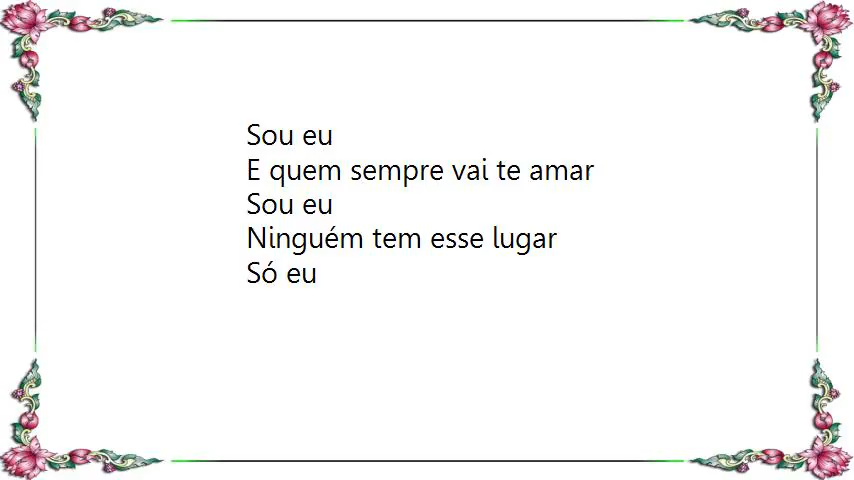 Sou eu
E quem sempre vai te amar
Sou eu
Ninguém tem esse lugar
Só eu